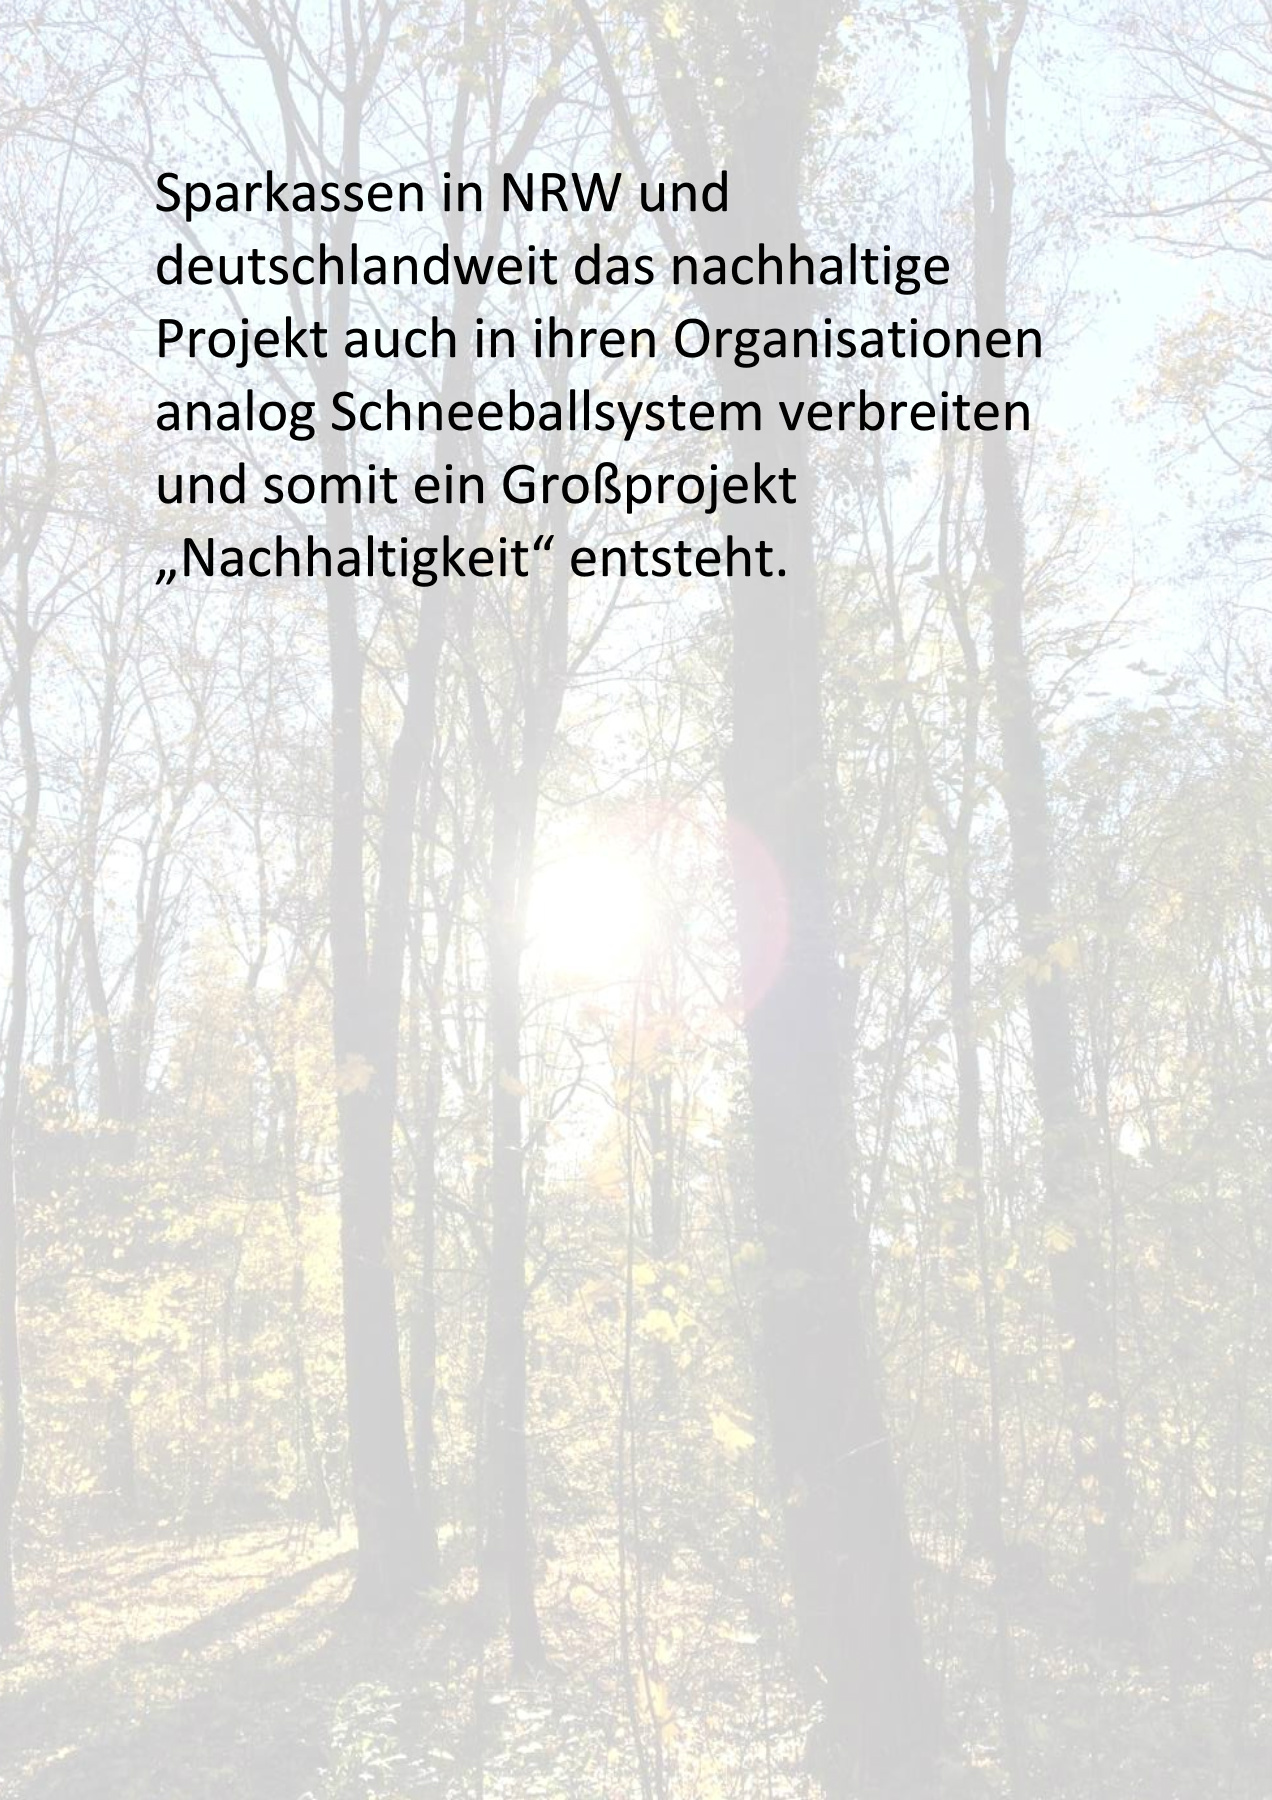 Sparkassen in NRW und
deutschlandweit das nachhaltige
Projekt auch in ihren Organisationen
analog Schneeballsystem verbreiten
und somit ein Großprojekt
„Nachhaltigkeit“ entsteht.